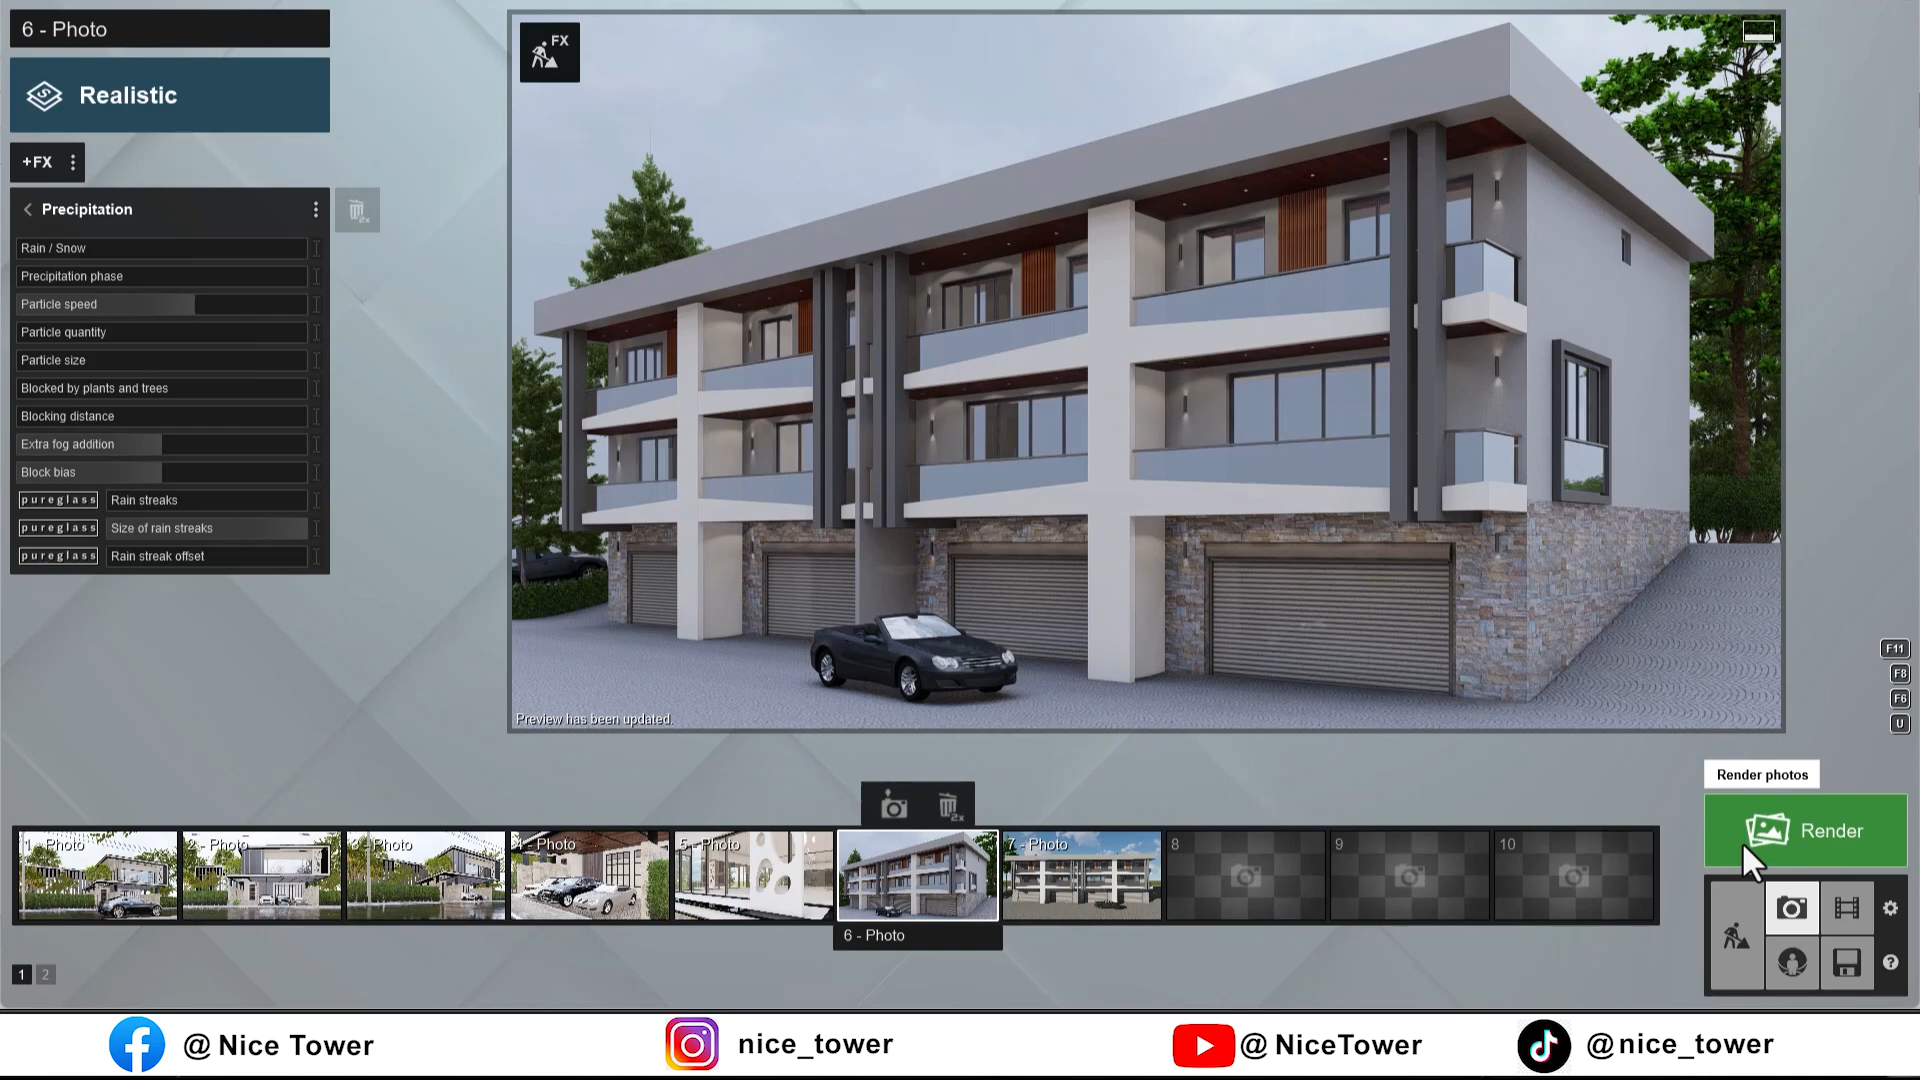 6 - Photo
Realistic
+FX
Precipitation
Rain / Snow
Precipitation phase
Particle speed
Particle quantity
Particle size
Blocked by plants and trees
Blocking distance
Extra fog addition
Block bias
pureglass Rain streaks
pureglass Size of rain streaks
pureglass Rain streak offset
2x
FX
Preview has been updated.
F11
F8
F6
U
Render photos
Render
2x
1 - Photo
2 - Photo
3 - Photo
4 - Photo
5 - Photo
7 - Photo
8
9
10
6 - Photo
1 2
?
@ Nice Tower
nice_tower
@ NiceTower
@nice_tower